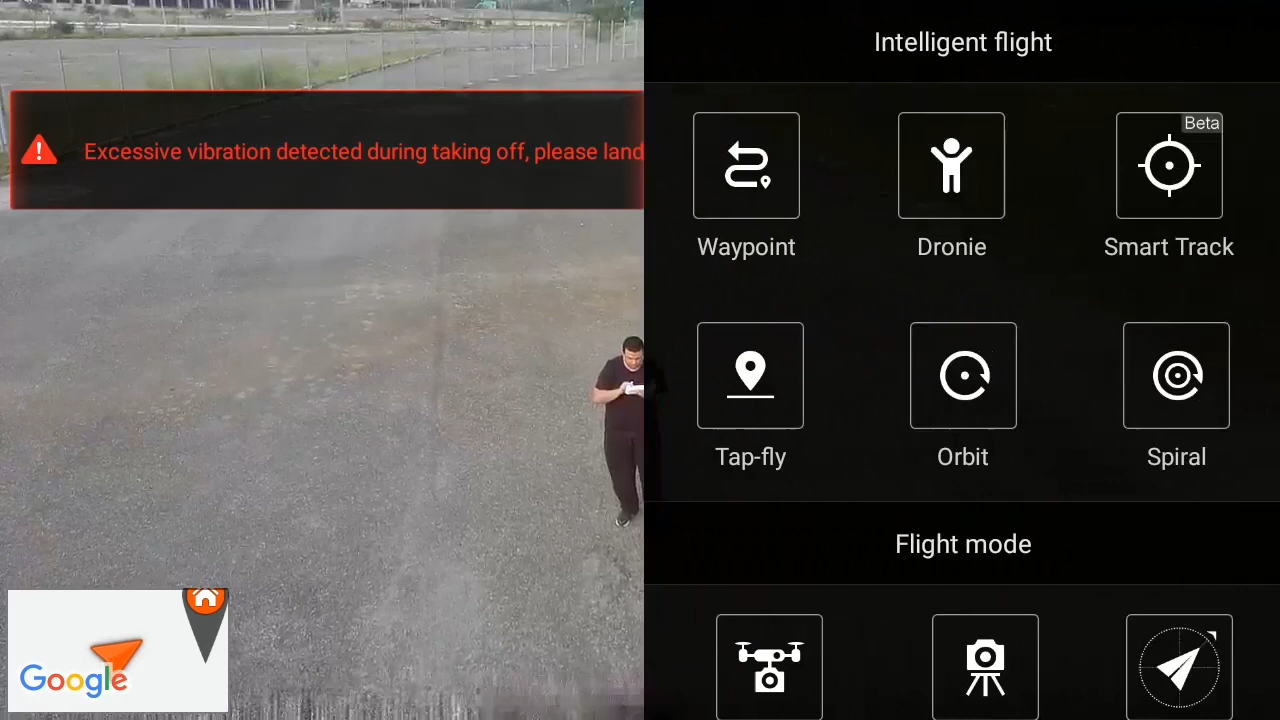 Excessive vibration detected during taking off, please land
Google
Intelligent flight
Beta
Waypoint
Dronie
Smart Track
Tap-fly
Orbit
Spiral
Flight mode